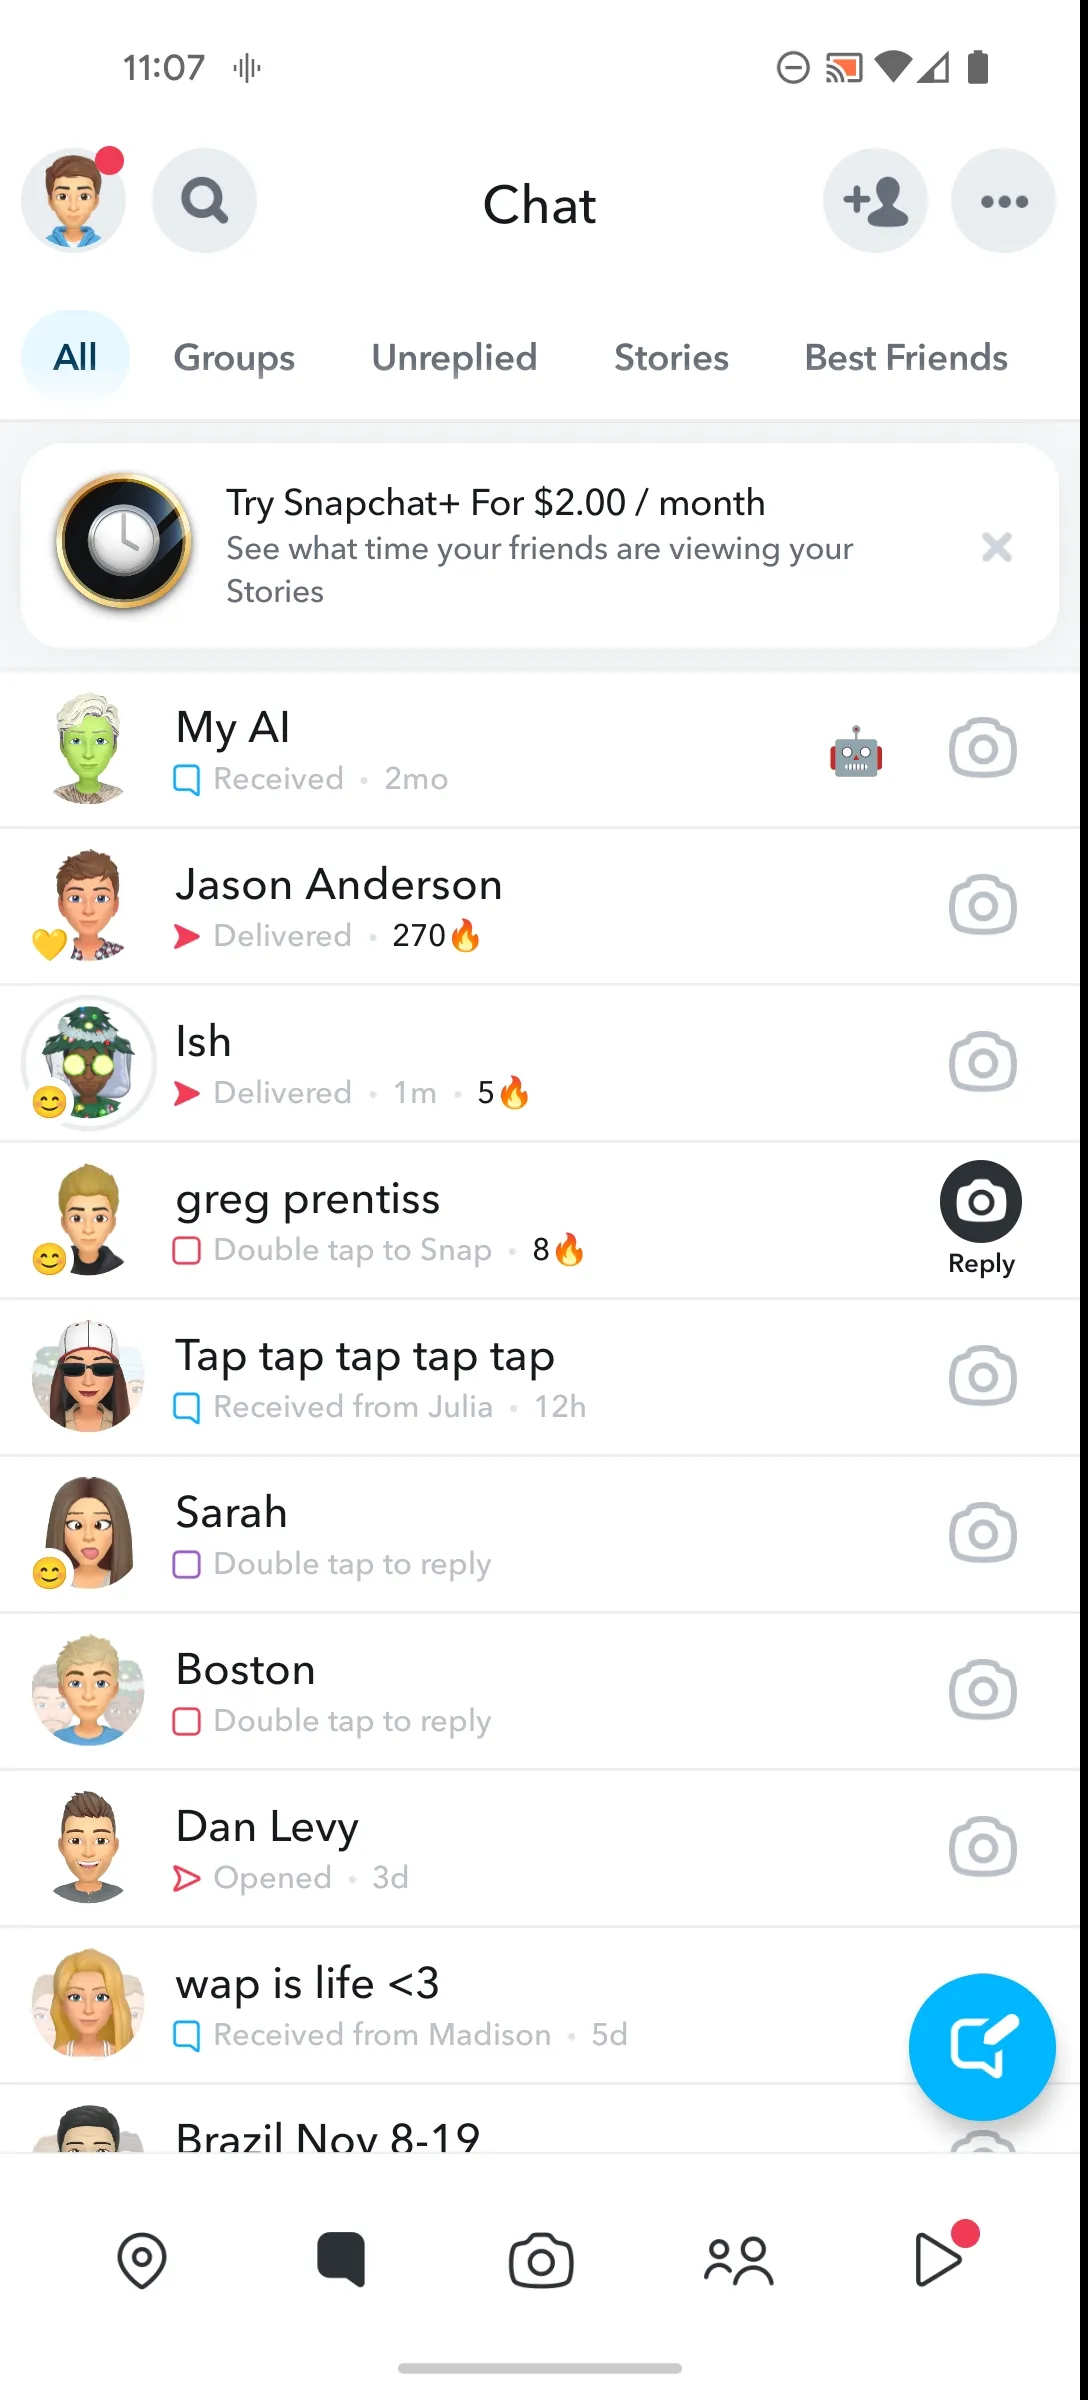 11:07
Chat
All
Groups
Unreplied
Stories
Best Friends
Try Snapchat+ For $2.00 / month
See what time your friends are viewing your
Stories
My AI
Received • 2mo
Jason Anderson
Delivered • 270🔥
Ish
Delivered • 1m • 5🔥
greg prentiss
Double tap to Snap • 8🔥
Reply
Tap tap tap tap tap
Received from Julia • 12h
Sarah
Double tap to reply
Boston
Double tap to reply
Dan Levy
Opened • 3d
wap is life <3
Received from Madison • 5d
Brazil Nov 8-19